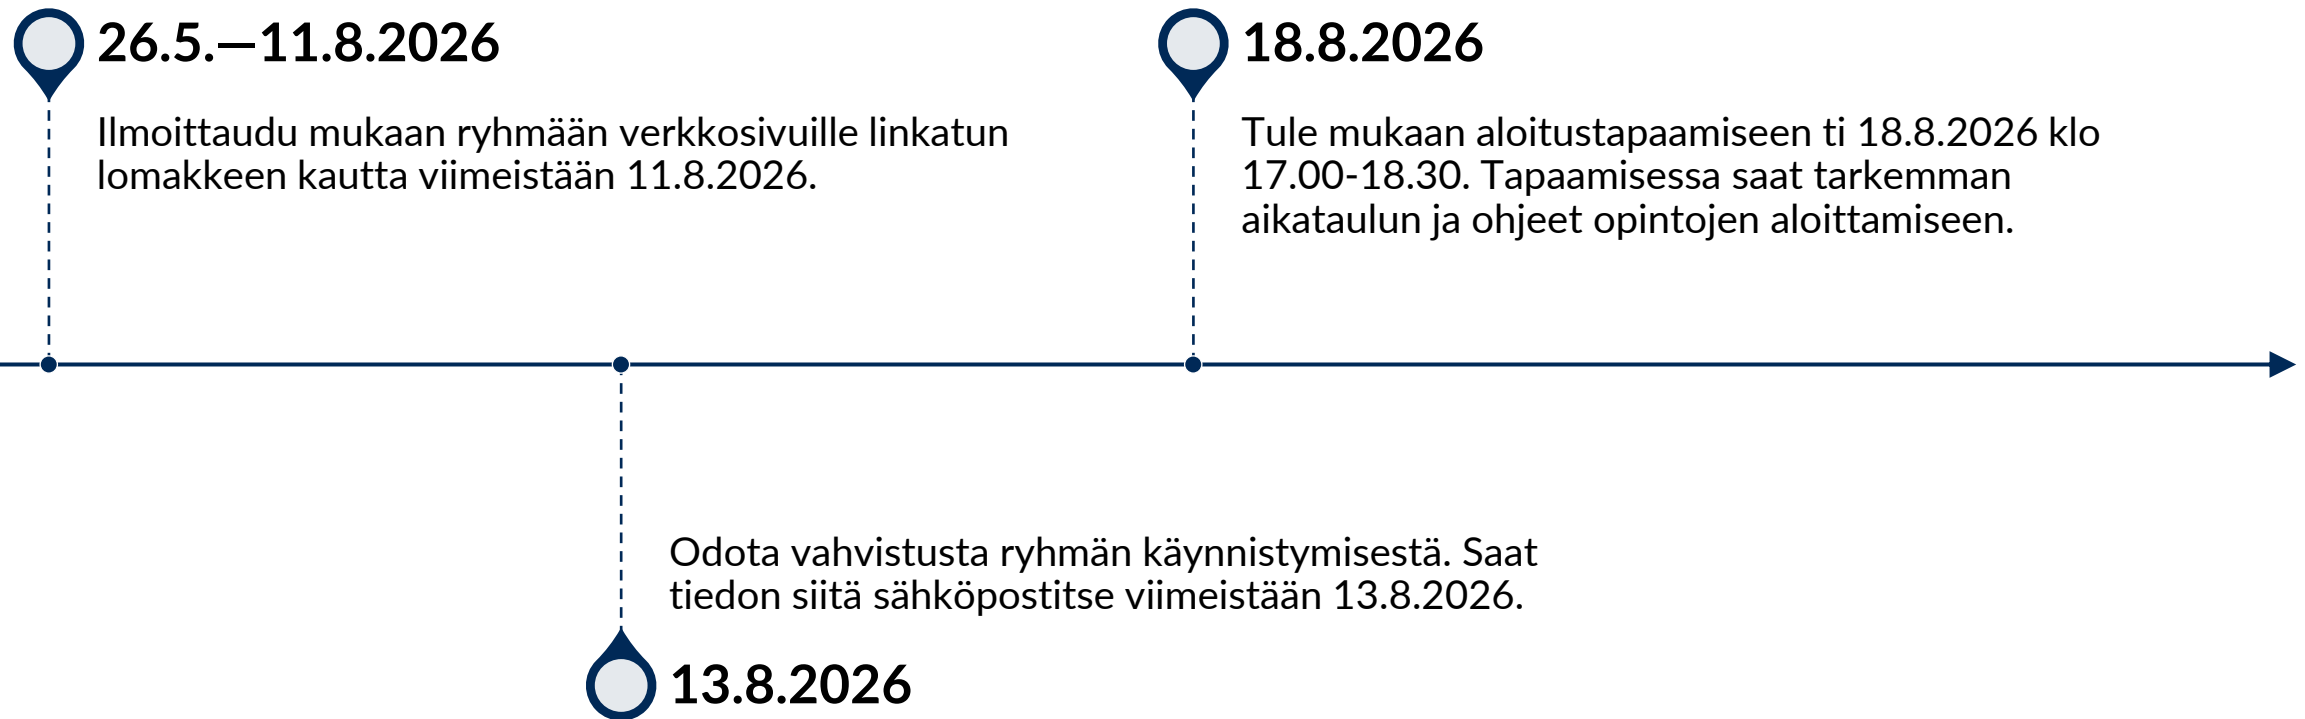 26.5.—11.8.2026
Ilmoittaudu mukaan ryhmään verkkosivuille linkatun
lomakkeen kautta viimeistään 11.8.2026.
18.8.2026
Tule mukaan aloitustapaamiseen ti 18.8.2026 klo
17.00-18.30. Tapaamisessa saat tarkemman
aikataulun ja ohjeet opintojen aloittamiseen.
Odota vahvistusta ryhmän käynnistymisestä. Saat
tiedon siitä sähköpostitse viimeistään 13.8.2026.
13.8.2026